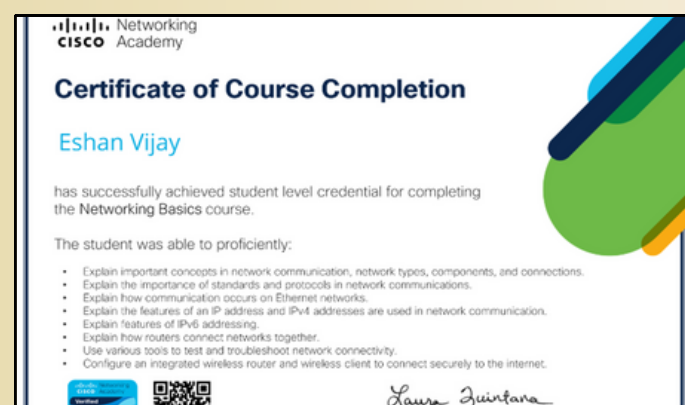 Networking
CISCO Academy
Certificate of Course Completion
Eshan Vijay
has successfully achieved student level credential for completing
the Networking Basics course.
The student was able to proficiently:
• Explain important concepts in network communication, network types, components, and connections.
• Explain the importance of standards and protocols in network communications.
• Explain how communication occurs on Ethernet networks.
• Explain the features of an IP address and IPv4 addresses are used in network communication.
• Explain features of IPv6 addressing.
• Explain how routers connect networks together.
• Use various tools to test and troubleshoot network connectivity.
• Configure an integrated wireless router and wireless client to connect securely to the internet.
Verified
Laura Quintana